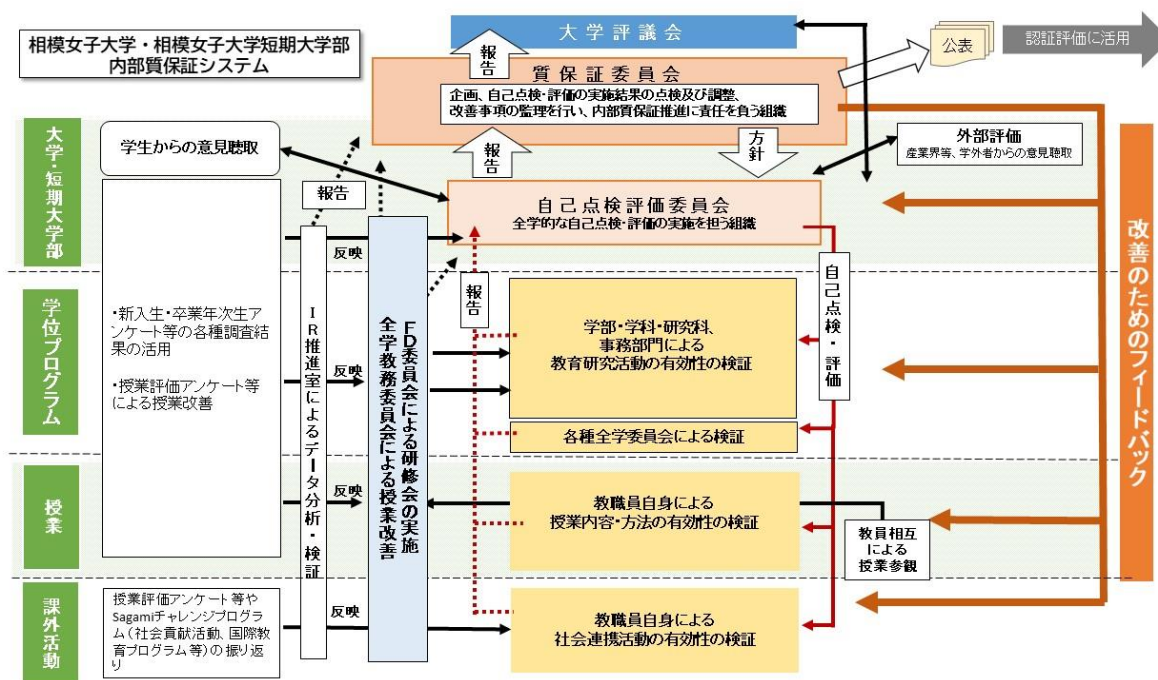 相模女子大学・相模女子大学短期大学部
内部質保証システム
大学評議会
報告
公表
認証評価に活用
質保証委員会
企画、自己点検・評価の実施結果の点検及び調整、
改善事項の監理を行い、内部質保証推進に責任を負う組織
報告
方針
外部評価
産業界等、学外者からの意見聴取
大学・短期大学部
学生からの意見聴取
報告
自己点検評価委員会
全学的な自己点検・評価の実施を担う組織
反映
報告
自己点検・評価
改善のためのフィードバック
学位プログラム
・新入生・卒業年次生ア
ンケート等の各種調査結
果の活用
・授業評価アンケート等
による授業改善
IR推進室によるデータ分析・検証
反映
FD委員会による研修会の実施
全学教務委員会による授業改善
学部・学科・研究科、
事務部門による
教育研究活動の有効性の検証
各種全学委員会による検証
授業
反映
教職員自身による
授業内容・方法の有効性の検証
教員相互
による
授業参観
課外活動
授業評価アンケート等や
Sagamiチャレンジプログラ
ム(社会貢献活動、国際教
育プログラム等)の振り返
り
反映
教職員自身による
社会連携活動の有効性の検証